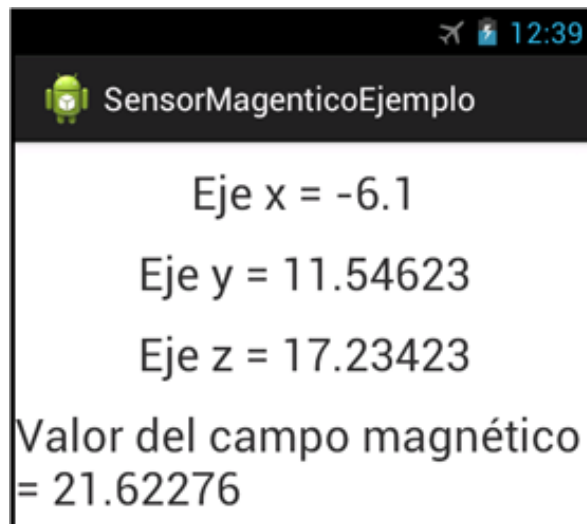 12:39
SensorMagenticoEjemplo
Eje x = -6.1
Eje y = 11.54623
Eje z = 17.23423
Valor del campo magnético
= 21.62276